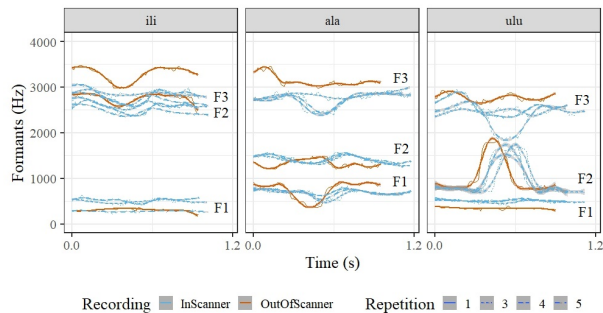 ili ala ulu
4000
3000
2000
1000
0
Formants (Hz)
F3
F2
F1
F3
F2
F1
F3
F2
F1
0.0 1.2 0.0 1.2 0.0 1.2
Time (s)
Recording InScanner OutOfScanner Repetition 1 3 4 5